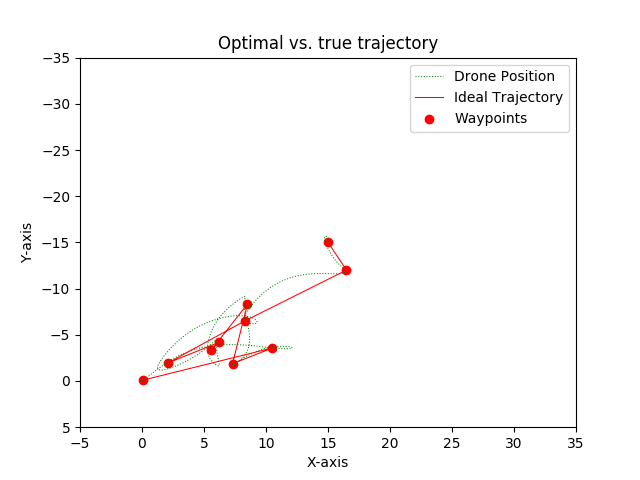 Optimal vs. true trajectory
Drone Position
Ideal Trajectory
Waypoints
Y-axis
−35
−30
−25
−20
−15
−10
−5
0
5
−5 0 5 10 15 20 25 30 35
X-axis